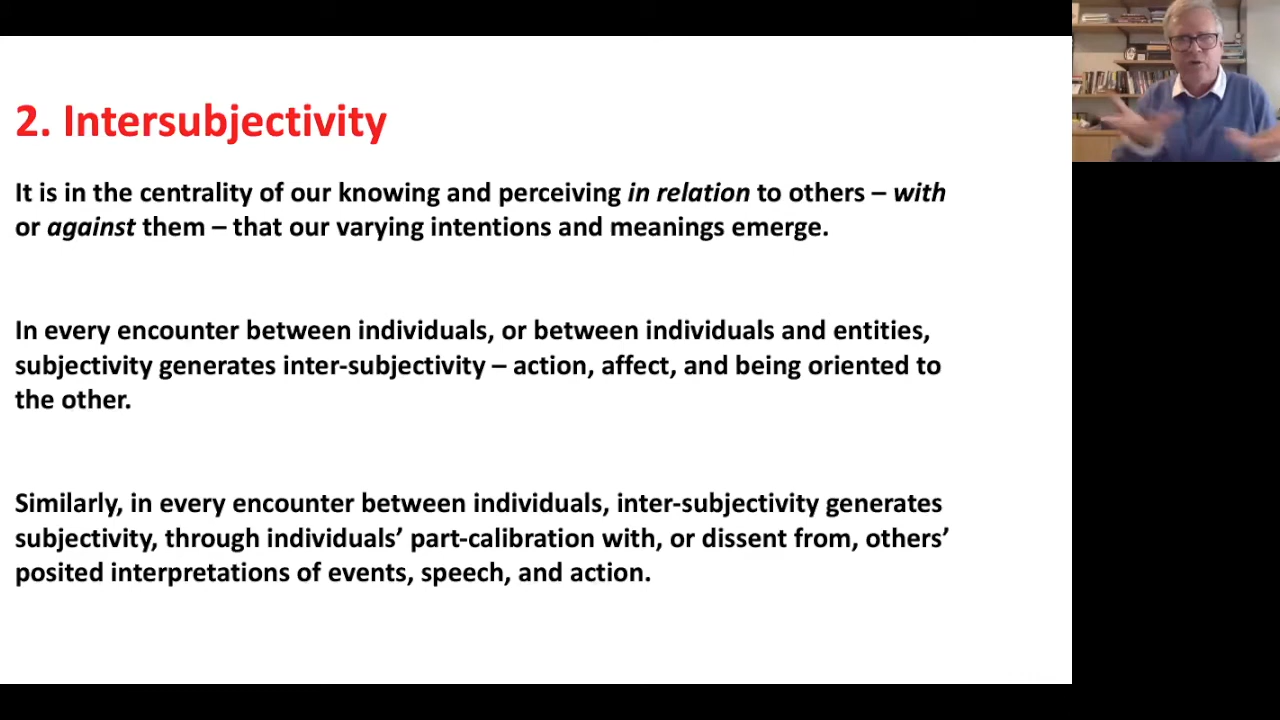 2. Intersubjectivity
It is in the centrality of our knowing and perceiving in relation to others – with
or against them – that our varying intentions and meanings emerge.
In every encounter between individuals, or between individuals and entities,
subjectivity generates inter-subjectivity – action, affect, and being oriented to
the other.
Similarly, in every encounter between individuals, inter-subjectivity generates
subjectivity, through individuals’ part-calibration with, or dissent from, others’
posited interpretations of events, speech, and action.